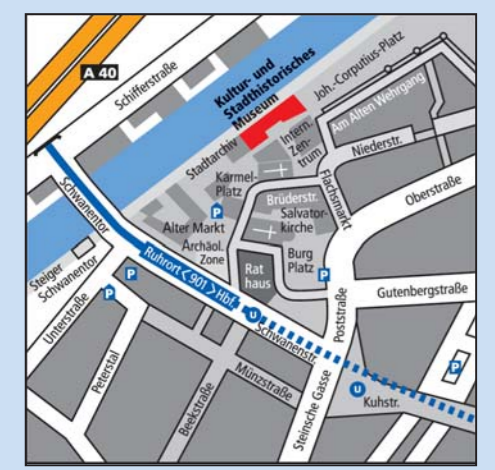 A 40
Schifferstraße
Kultur- und
Stadthistorisches
Museum
Joh.-Corputius-Platz
Am Alten Wehrgang
Stadtarchiv
Intern.
Zen-
trum
Niederstr.
Flachsmarkt
Karmel-
Platz
Brüderstr.
Oberstraße
P
Salvator-
kirche
Schwanentor
Alter Markt
Archäol.
Zone
Burg
Platz
P
Rat
haus
Steiger
Schwanentor
Ruhrort <901> Hbf.
P
P
Unterstraße
Gutenbergstraße
U
Schwanenstr.
Poststraße
P
Peterstal
Münzstraße
Beekstraße
Steinsche Gasse
U
Kuhstr.